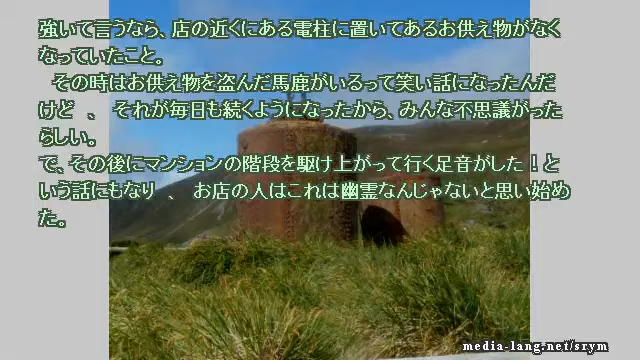 強いて言うなら、店の近くにある電柱に置いてあるお供え物がなく
なっていたこと。
　その時はお供え物を盗んだ馬鹿がいるって笑い話になったんだ
けど　、　それが毎日も続くようになったから、みんな不思議がった
らしい。
で、その後にマンションの階段を駆け上がって行く足音がした！と
いう話にもなり　、　お店の人はこれは幽霊なんじゃないと思い始め
た。
media-lang.net/srym